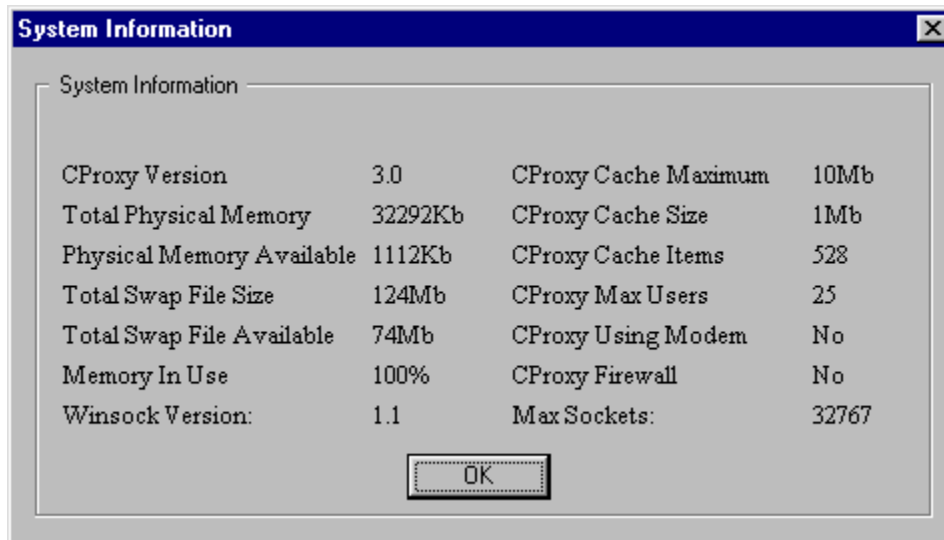 System Information
System Information
CProxy Version 3.0 CProxy Cache Maximum 10Mb
Total Physical Memory 32292Kb CProxy Cache Size 1Mb
Physical Memory Available 1112Kb CProxy Cache Items 528
Total Swap File Size 124Mb CProxy Max Users 25
Total Swap File Available 74Mb CProxy Using Modem No
Memory In Use 100% CProxy Firewall No
Winsock Version: 1.1 Max Sockets: 32767
OK